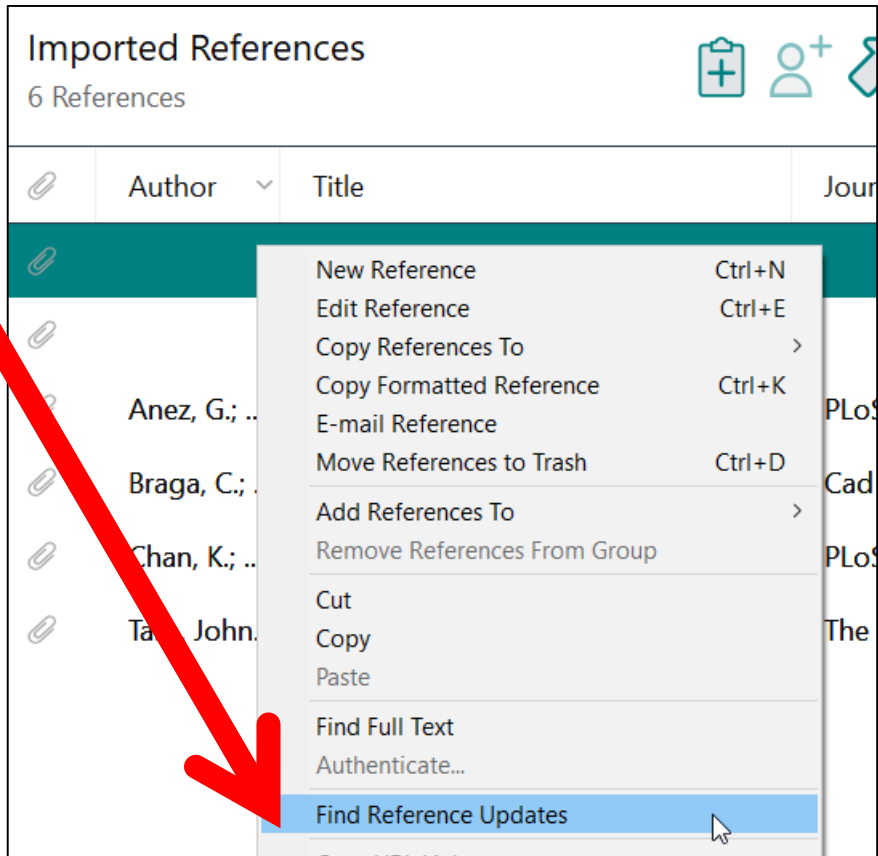 Imported References
6 References
Author Title Jour
New Reference Ctrl+N
Edit Reference Ctrl+E
Copy References To
Copy Formatted Reference Ctrl+K
E-mail Reference
Move References to Trash Ctrl+D
Add References To
Remove References From Group
Cut
Copy
Paste
Find Full Text
Authenticate...
Find Reference Updates
Anez, G.; .. PLoS
Braga, C.; . Cad
Chan, K.; .. PLoS
John. The